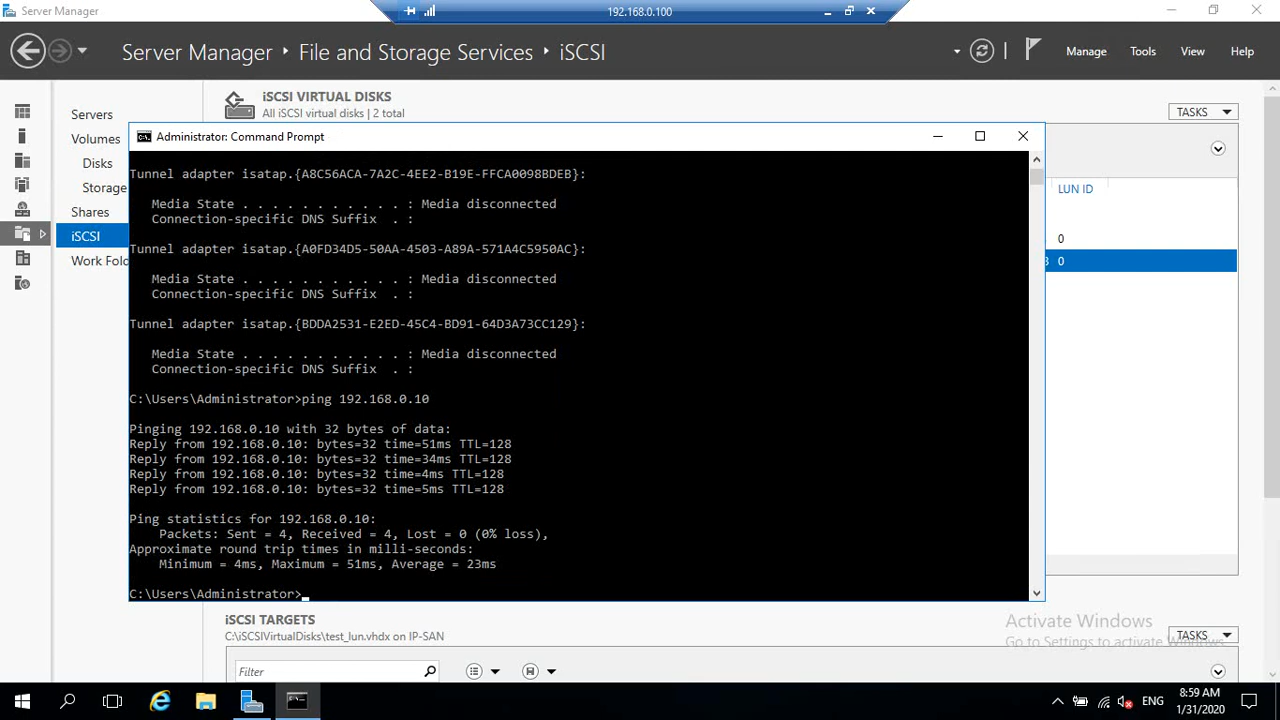 Server Manager
192.168.0.100
Server Manager ‣ File and Storage Services ‣ iSCSI
Manage Tools View Help
Servers
Volumes
Disks
Storage
Shares
iSCSI
Work Fold
iSCSI VIRTUAL DISKS
All iSCSI virtual disks | 2 total
TASKS
LUN ID
0
0
Administrator: Command Prompt
Tunnel adapter isatap.{A8C56ACA-7A2C-4EE2-B19E-FFCA0098BDEB}:
Media State . . . . . . . . . . . : Media disconnected
Connection-specific DNS Suffix  . :
Tunnel adapter isatap.{A0FD34D5-50AA-4503-A89A-571A4C5950AC}:
Media State . . . . . . . . . . . : Media disconnected
Connection-specific DNS Suffix  . :
Tunnel adapter isatap.{BDDA2531-E2ED-45C4-BD91-64D3A73CC129}:
Media State . . . . . . . . . . . : Media disconnected
Connection-specific DNS Suffix  . :
C:\Users\Administrator>ping 192.168.0.10
Pinging 192.168.0.10 with 32 bytes of data:
Reply from 192.168.0.10: bytes=32 time=51ms TTL=128
Reply from 192.168.0.10: bytes=32 time=34ms TTL=128
Reply from 192.168.0.10: bytes=32 time=4ms TTL=128
Reply from 192.168.0.10: bytes=32 time=5ms TTL=128
Ping statistics for 192.168.0.10:
Packets: Sent = 4, Received = 4, Lost = 0 (0% loss),
Approximate round trip times in milli-seconds:
Minimum = 4ms, Maximum = 51ms, Average = 23ms
C:\Users\Administrator>_
iSCSI TARGETS
C:\iSCSIVirtualDisks\test_lun.vhdx on IP-SAN
TASKS
Filter
Activate Windows
Go to Settings to activate Windows.
ENG
8:59 AM
1/31/2020